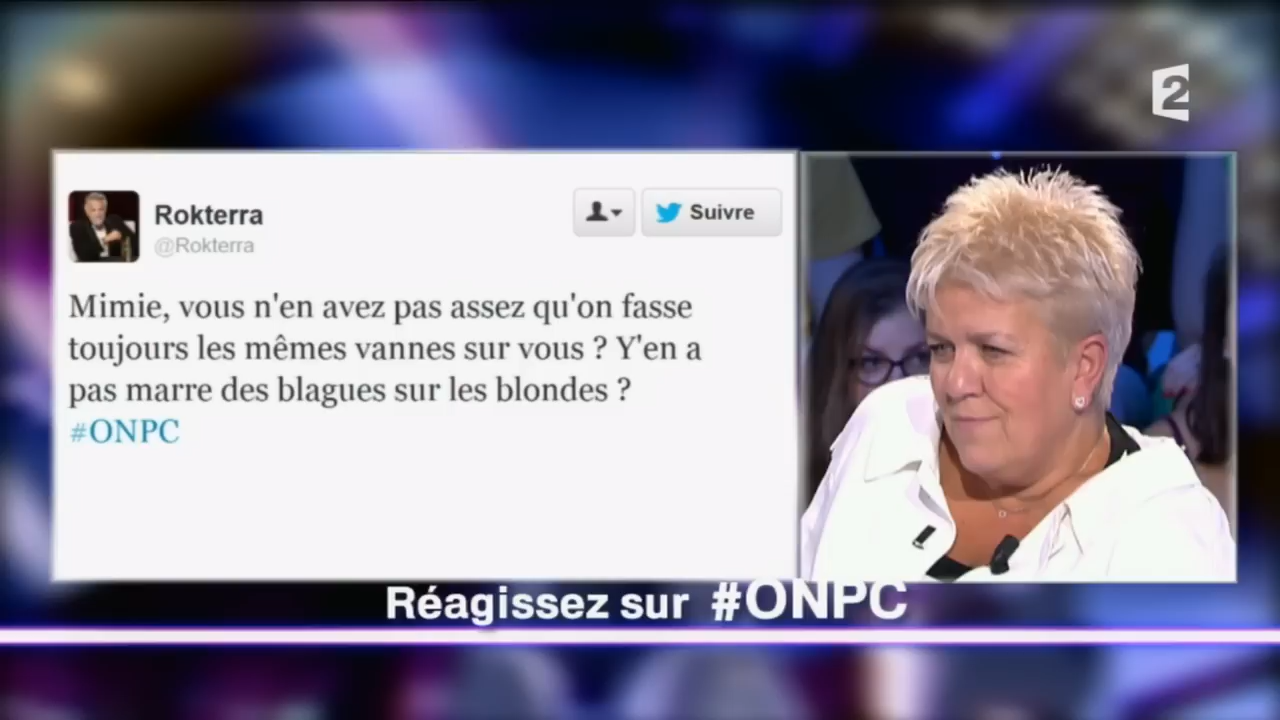 2
Rokterra
@Rokterra
Suivre
Mimie, vous n'en avez pas assez qu'on fasse
toujours les mêmes vannes sur vous ? Y'en a
pas marre des blagues sur les blondes ?
#ONPC
Réagissez sur #ONPC